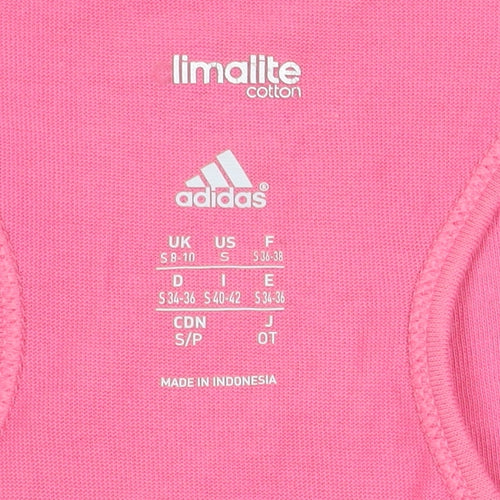 limalite
cotton
adidas®
UK US F
S 8-10 S S 36-38
D I E
S 34-36 S 40-42 S 34-36
CDN J
S/P OT
MADE IN INDONESIA